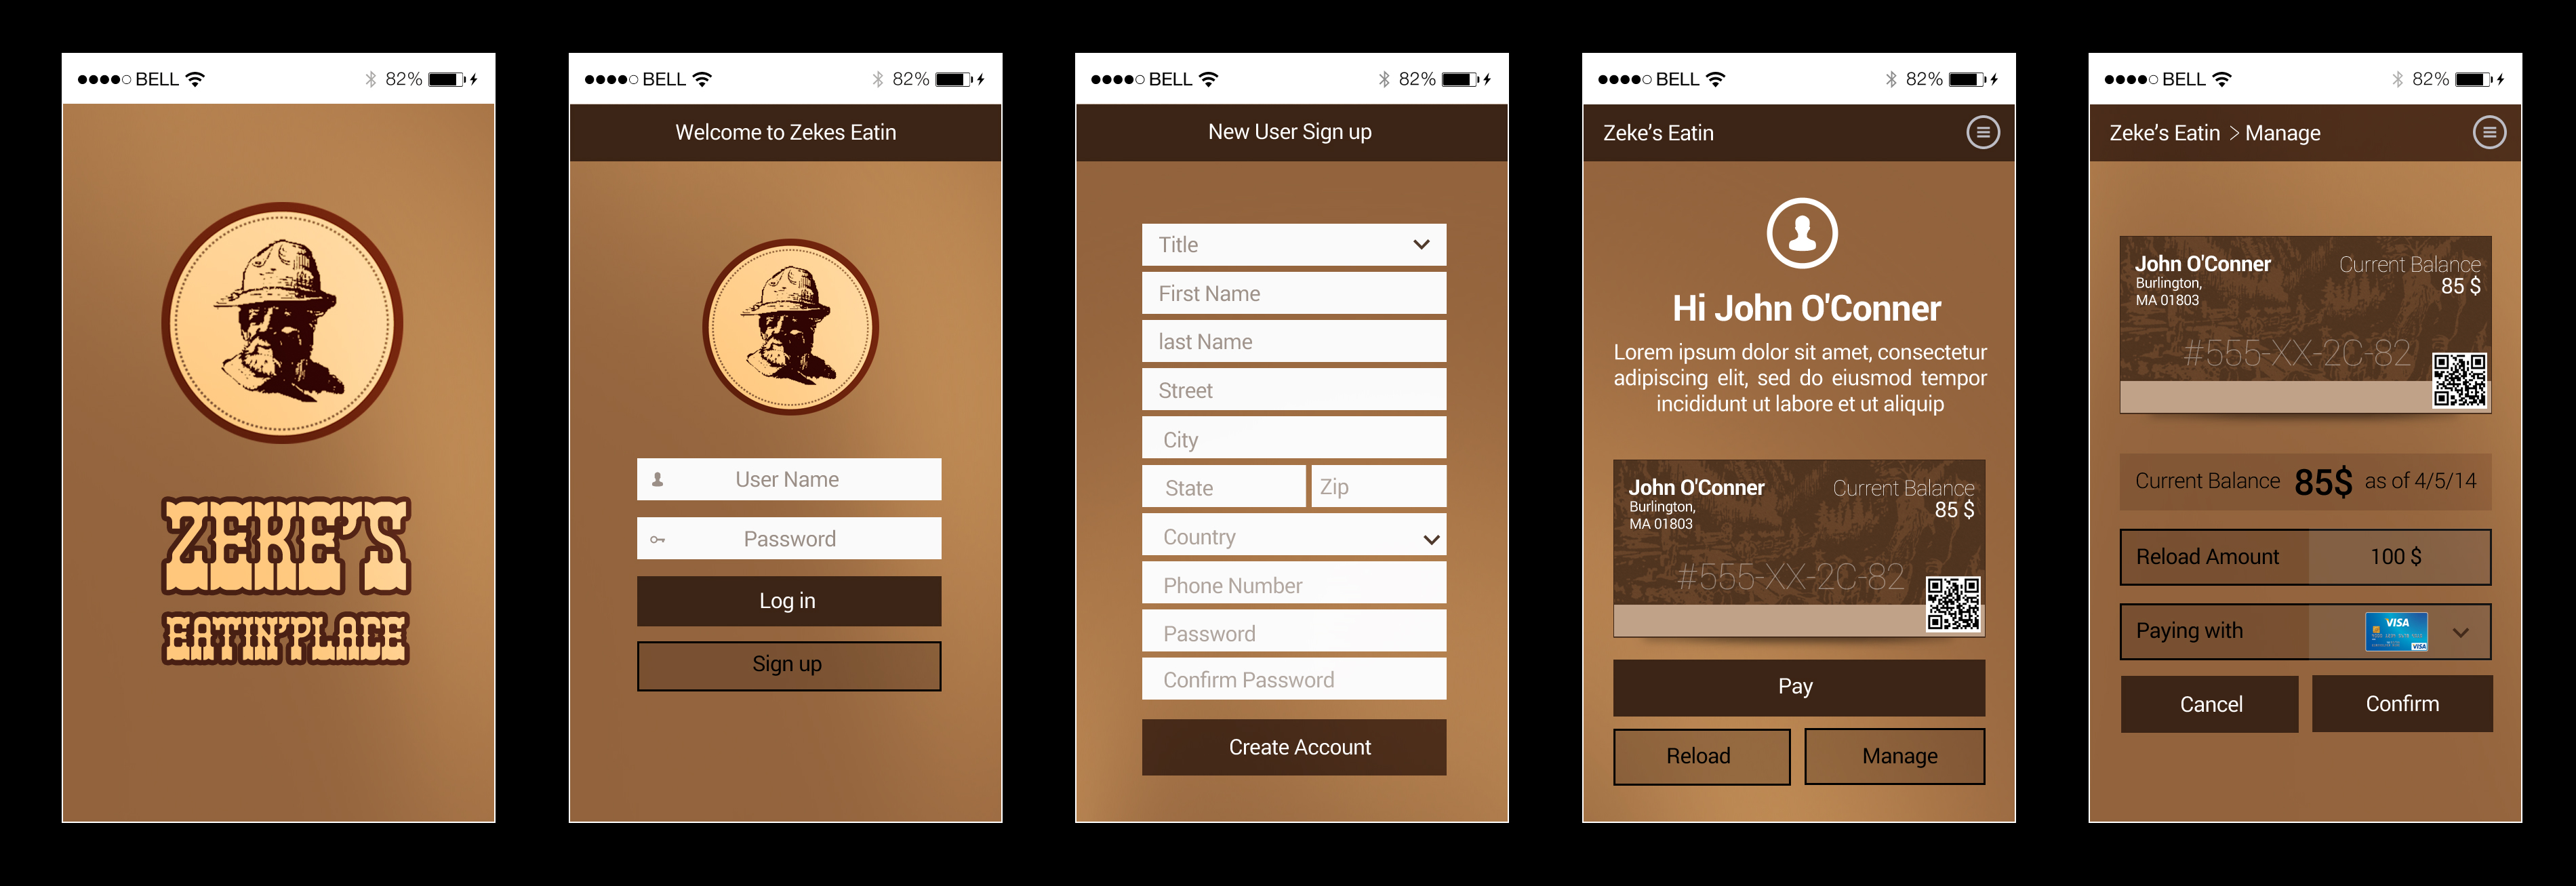 BELL 82%
ZEKE'S
EATIN' PLACE
BELL 82%
Welcome to Zekes Eatin
User Name
Password
Log in
Sign up
BELL 82%
New User Sign up
Title
First Name
last Name
Street
City
State Zip
Country
Phone Number
Password
Confirm Password
Create Account
BELL 82%
Zeke's Eatin
Hi John O'Conner
Lorem ipsum dolor sit amet, consectetur
adipiscing elit, sed do eiusmod tempor
incididunt ut labore et ut aliquip
John O'Conner Current Balance
Burlington, 85 $
MA 01803
#555-XX-2C-82
Pay
Reload Manage
BELL 82%
Zeke's Eatin > Manage
John O'Conner Current Balance
Burlington, 85 $
MA 01803
#555-XX-2C-82
Current Balance 85$ as of 4/5/14
Reload Amount 100 $
Paying with VISA VISA
Cancel Confirm